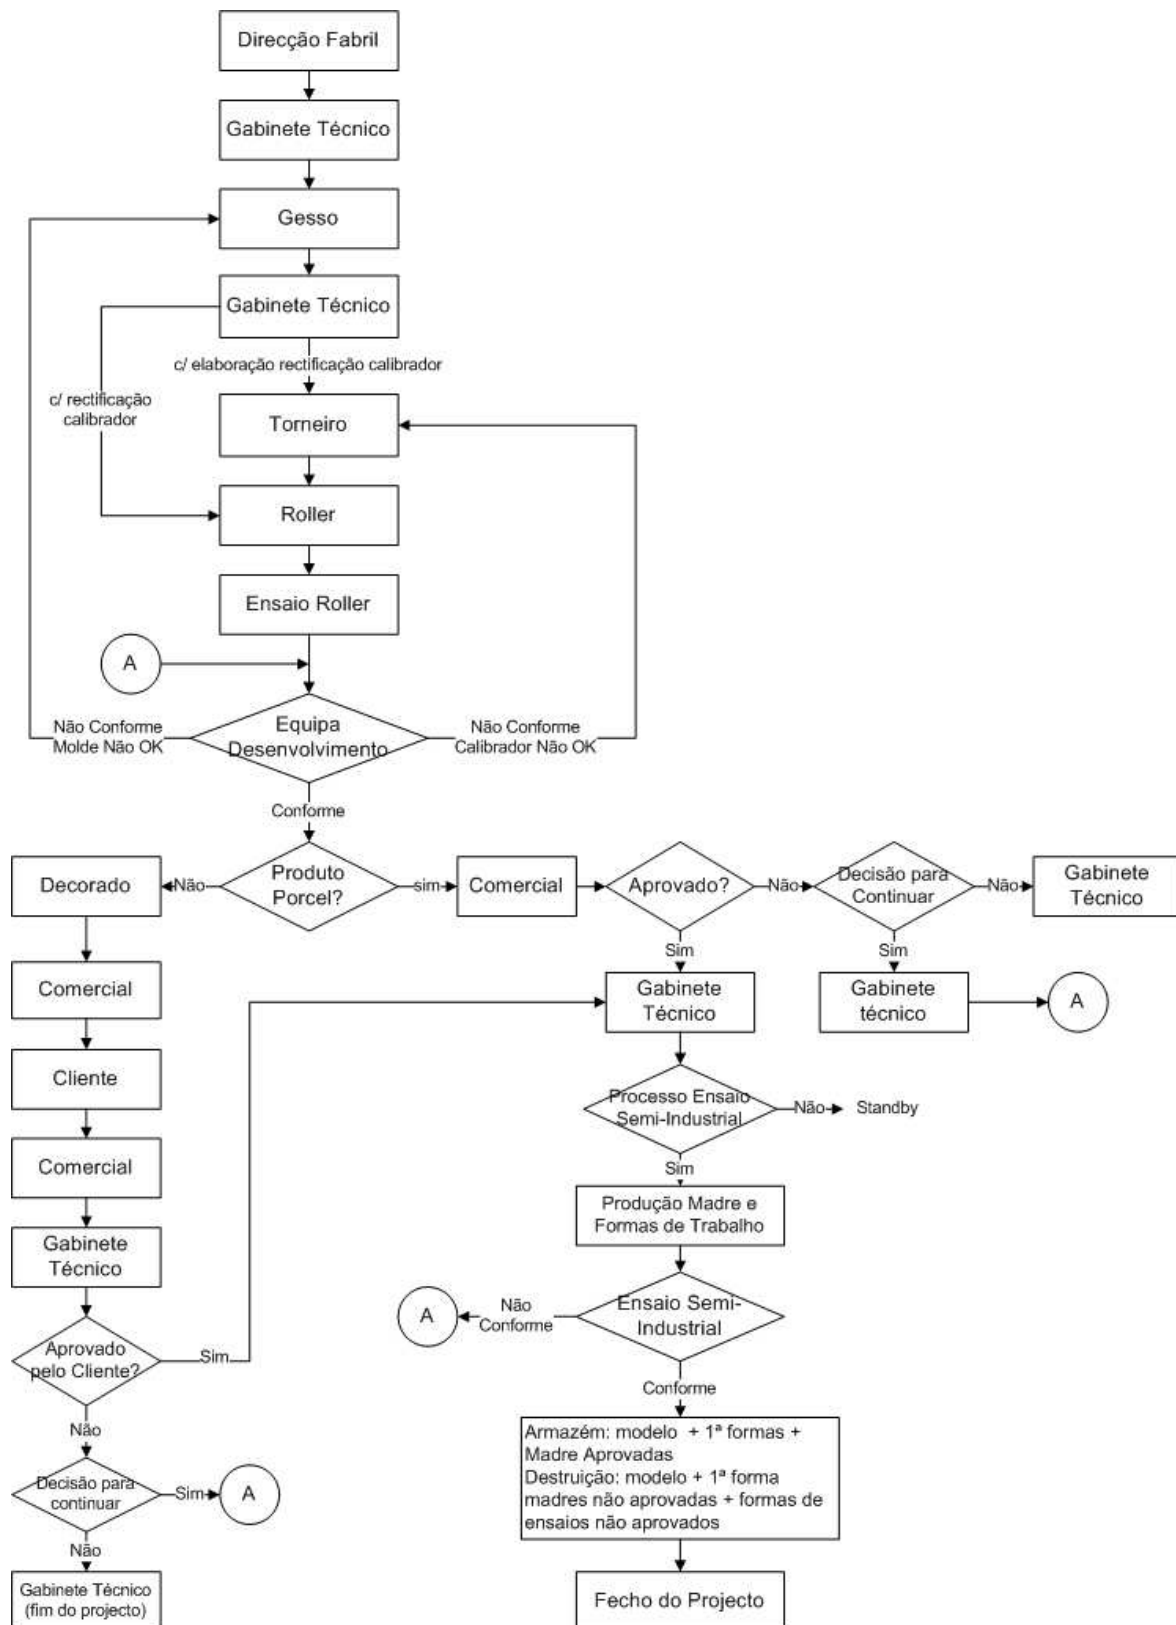 Direcção Fabril
Gabinete Técnico
Gesso
Gabinete Técnico
c/ elaboração rectificação calibrador
c/ rectificação
calibrador
Torneiro
Roller
Ensaio Roller
A
Não Conforme
Molde Não OK
Equipa
Desenvolvimento
Não Conforme
Calibrador Não OK
Conforme
Decorado
Não
Produto
Porcel?
sim
Comercial
Aprovado?
Não
Decisão para
Continuar
Não
Gabinete
Técnico
Sim
Sim
Comercial
Gabinete
Técnico
Gabinete
técnico
A
Cliente
Processo Ensaio
Semi-Industrial
Não
Standby
Comercial
Sim
Produção Madre e
Formas de Trabalho
Gabinete
Técnico
A
Não
Conforme
Ensaio Semi-
Industrial
Aprovado
pelo Cliente?
Sim
Conforme
Não
Armazém: modelo + 1ª formas +
Madre Aprovadas
Destruição: modelo + 1ª forma
madres não aprovadas + formas de
ensaios não aprovados
Decisão para
continuar
Sim
A
Não
Gabinete Técnico
(fim do projecto)
Fecho do Projecto